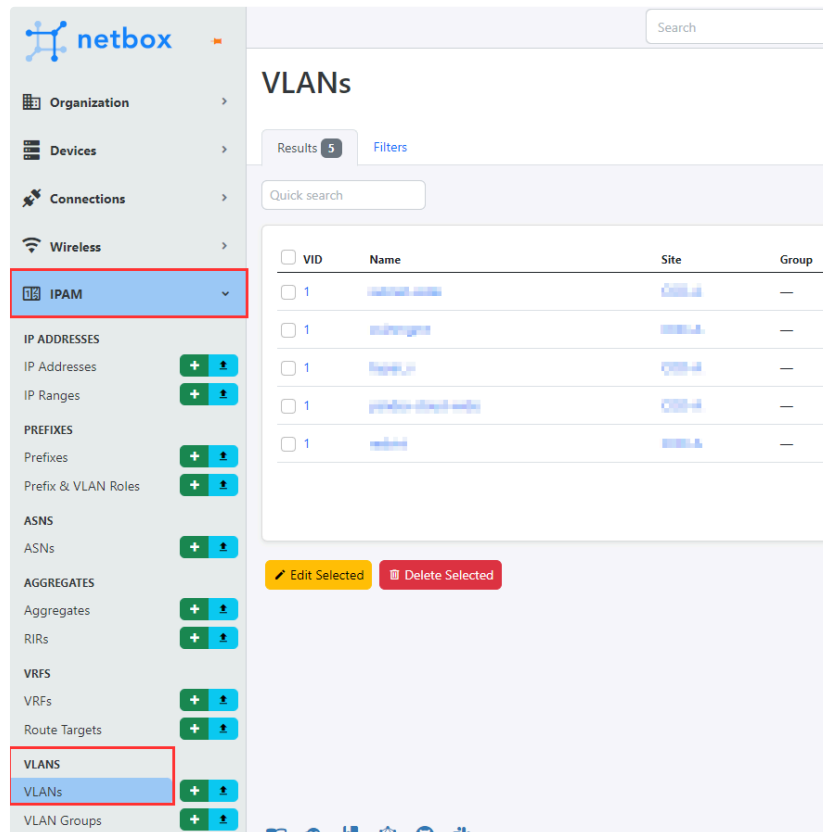 netbox
Organization
Devices
Connections
Wireless
IPAM
IP ADDRESSES
IP Addresses
IP Ranges
PREFIXES
Prefixes
Prefix & VLAN Roles
ASNS
ASNs
AGGREGATES
Aggregates
RIRs
VRFS
VRFs
Route Targets
VLANS
VLANs
VLAN Groups
Search
VLANs
Results 5 Filters
Quick search
VID Name Site Group
1 —
1 —
1 —
1 —
1 —
Edit Selected Delete Selected